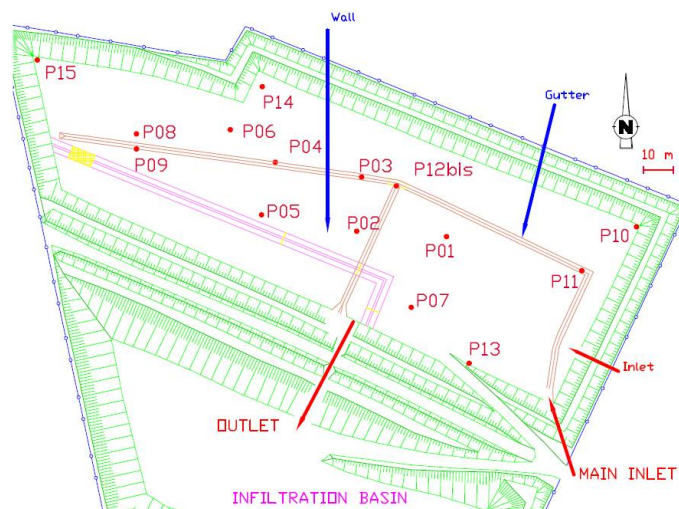 Wall
P15
P14
Gutter
N
P08
P06
P09
P04
P03
P12bis
10 m
P05
P02
P01
P10
P11
P07
P13
Inlet
OUTLET
MAIN INLET
INFILTRATION BASIN